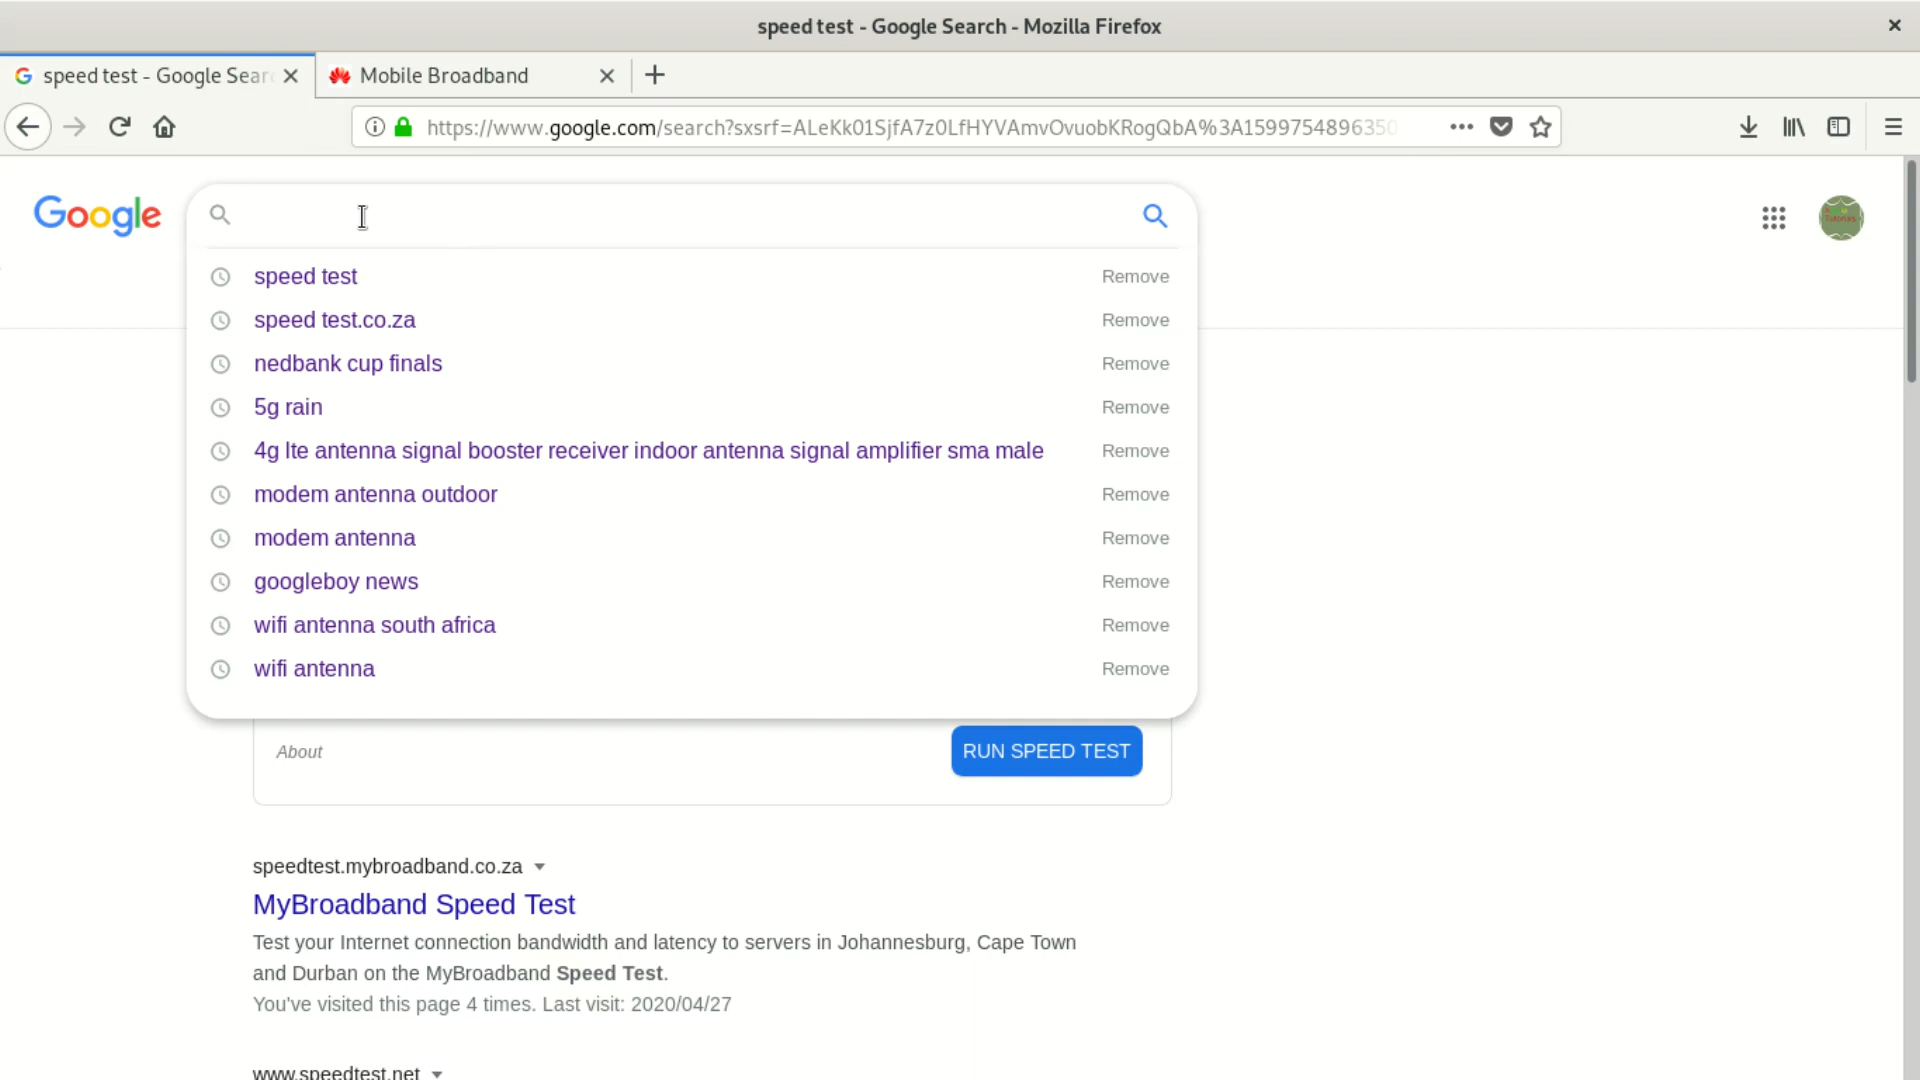 speed test - Google Search - Mozilla Firefox
speed test - Google Sear
Mobile Broadband
https://www.google.com/search?sxsrf=ALeKk01SjfA7z0LfHYVAmvOvuobKRogQbA%3A1599754896350
Google
speed test Remove
speed test.co.za Remove
nedbank cup finals Remove
5g rain Remove
4g lte antenna signal booster receiver indoor antenna signal amplifier sma male Remove
modem antenna outdoor Remove
modem antenna Remove
googleboy news Remove
wifi antenna south africa Remove
wifi antenna Remove
About RUN SPEED TEST
speedtest.mybroadband.co.za
MyBroadband Speed Test
Test your Internet connection bandwidth and latency to servers in Johannesburg, Cape Town
and Durban on the MyBroadband Speed Test.
You've visited this page 4 times. Last visit: 2020/04/27
www.speedtest.net